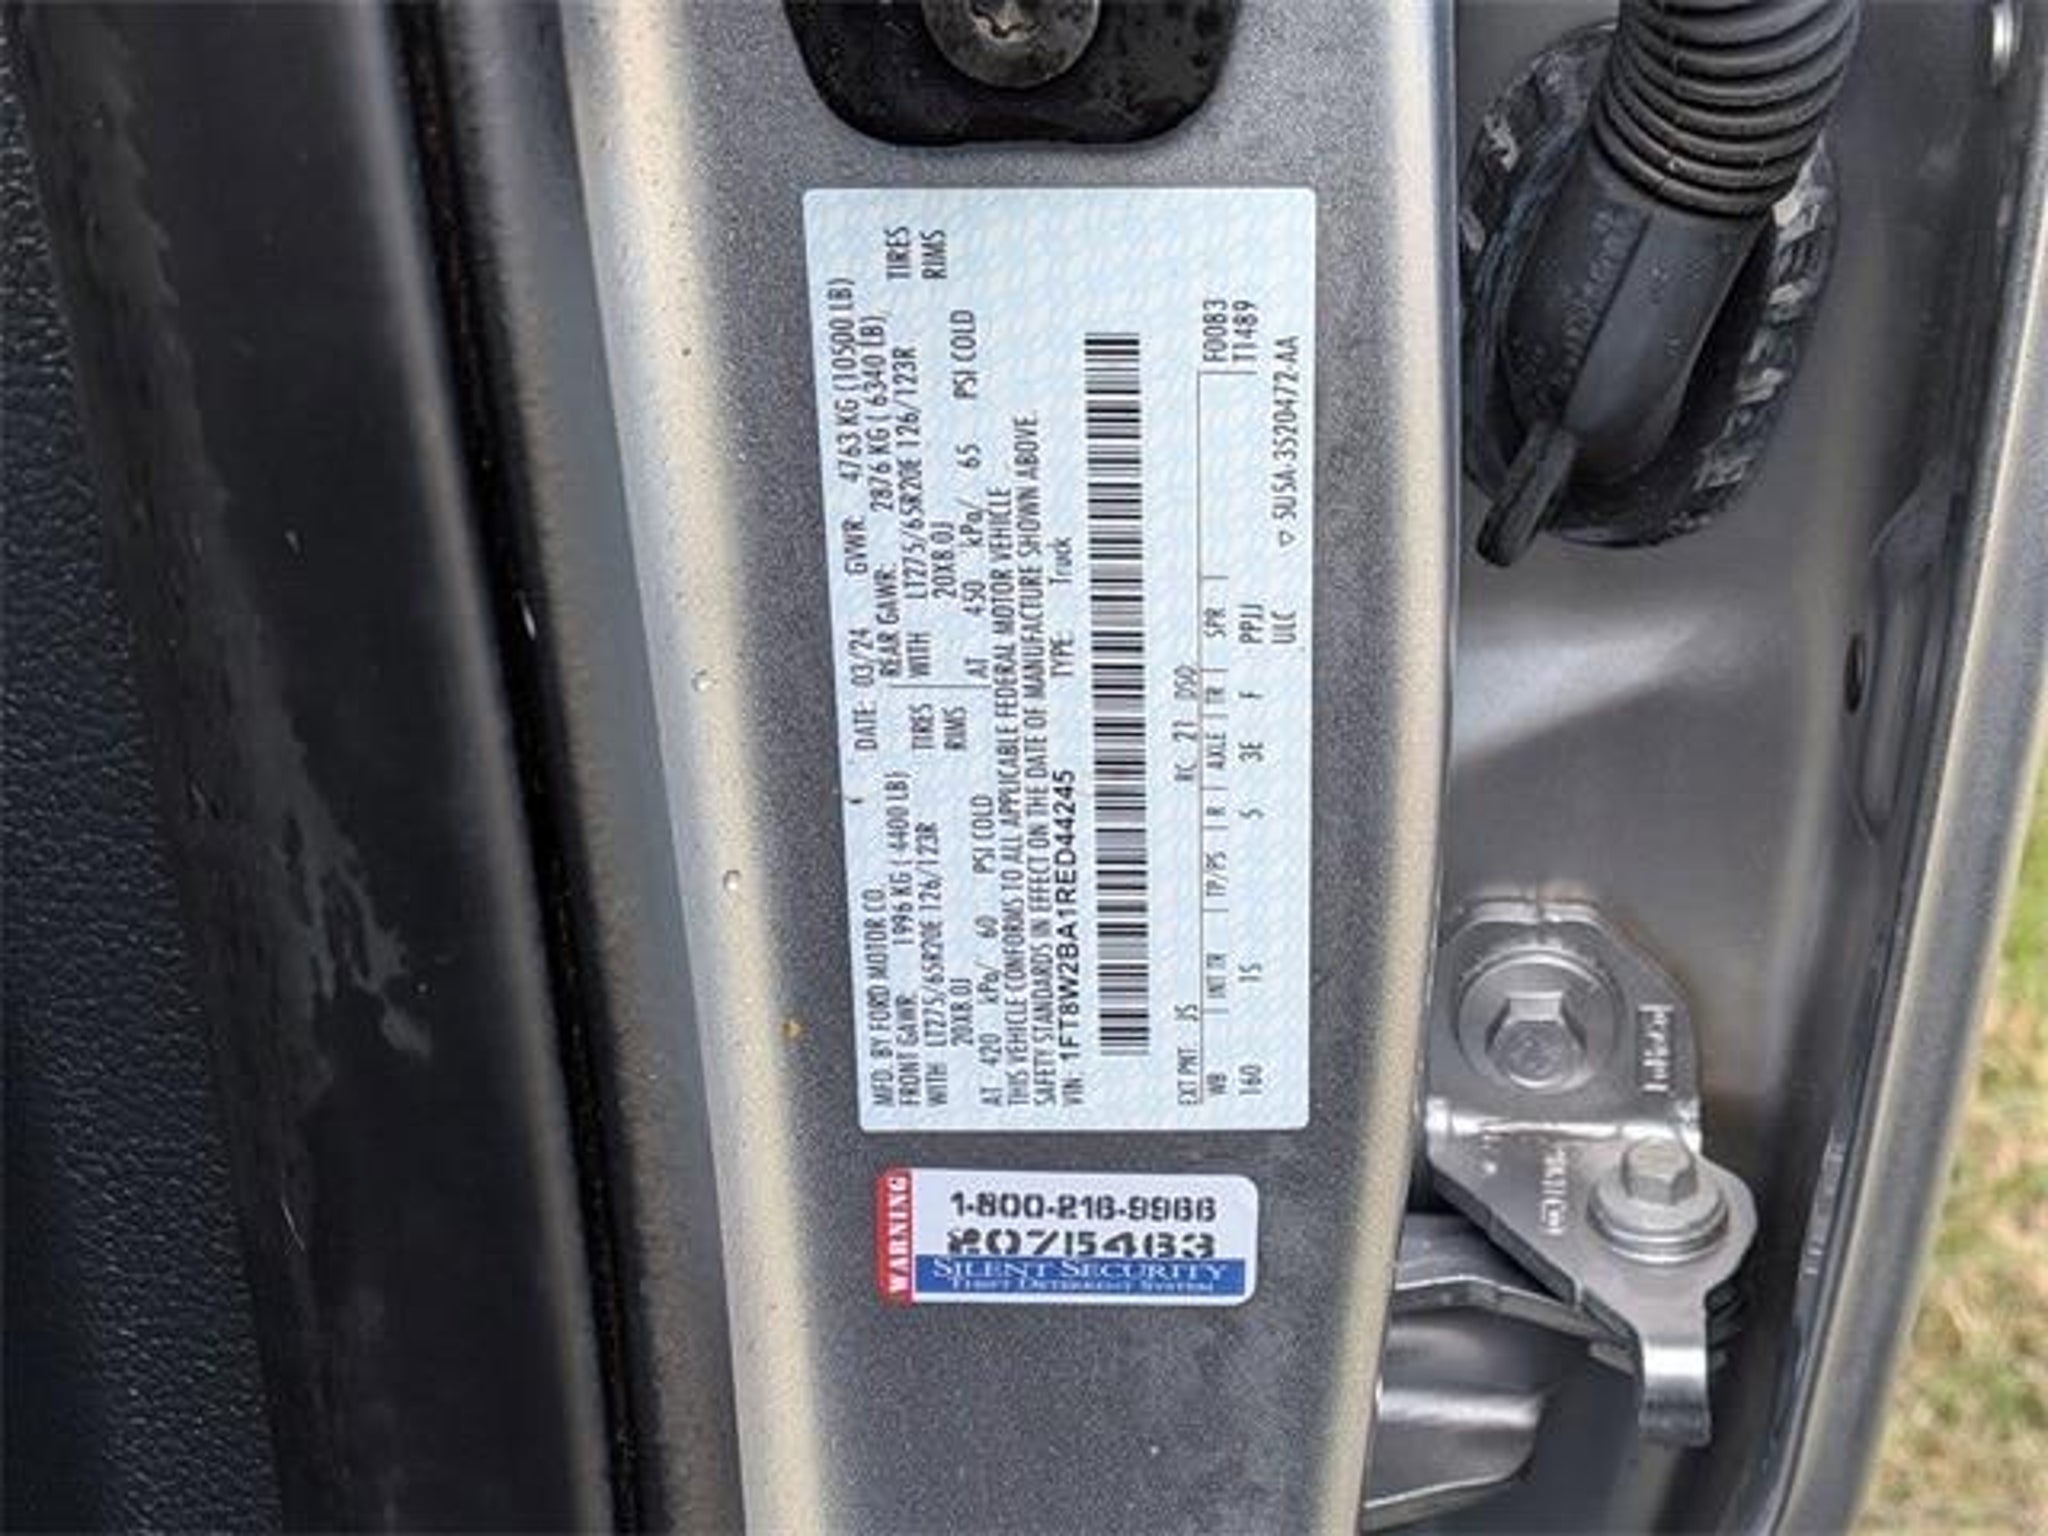 MFD. BY FORD MOTOR CO.
DATE: 03/24 GVWR: 4763 KG (10500 LB)
FRONT GAWR: 1996 KG (4400 LB)
REAR GAWR: 2876 KG (6340 LB)
WITH LT275/65R20E 126/123R TIRES
WITH LT275/65R20E 126/123R TIRES
20X8.0J RIMS
20X8.0J RIMS
AT 420 kPa/ 60 PSI COLD
AT 450 kPa/ 65 PSI COLD
THIS VEHICLE CONFORMS TO ALL APPLICABLE FEDERAL MOTOR VEHICLE
SAFETY STANDARDS IN EFFECT ON THE DATE OF MANUFACTURE SHOWN ABOVE.
VIN: 1FT8W2BA1RED44245 TYPE: Truck
EXT PNT: JS RC: 21 DSO:
WB INT TR TP/PS R AXLE TR SPR F0083
160 1S 5 3E F PPJJ T1489
ULC
▽ SU5A-3520472-AA
WARNING
1-800-216-9966
SILENT SECURITY
THEFT DETERRENT SYSTEM